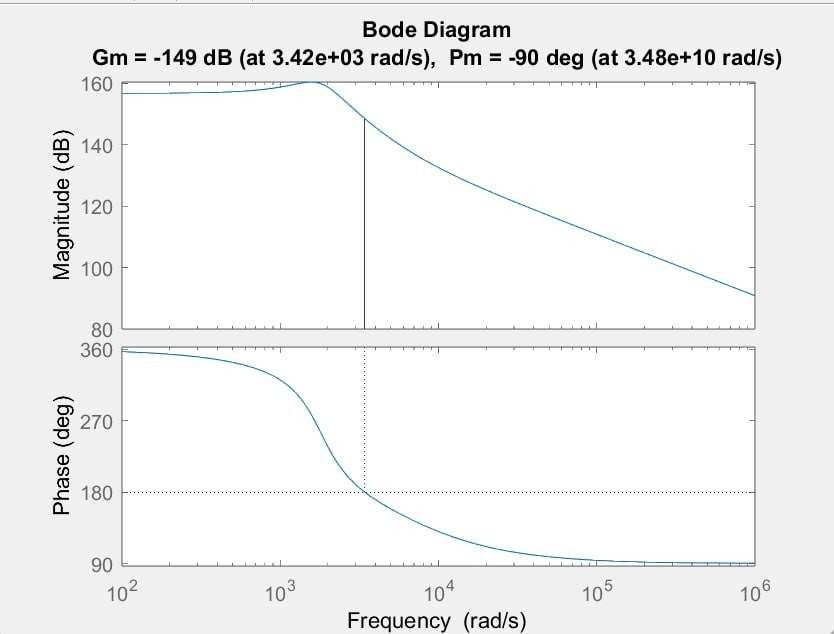 Bode Diagram
Gm = -149 dB (at 3.42e+03 rad/s), Pm = -90 deg (at 3.48e+10 rad/s)
160
140
120
100
80
Magnitude (dB)
360
270
180
90
Phase (deg)
10^2 10^3 10^4 10^5 10^6
Frequency (rad/s)